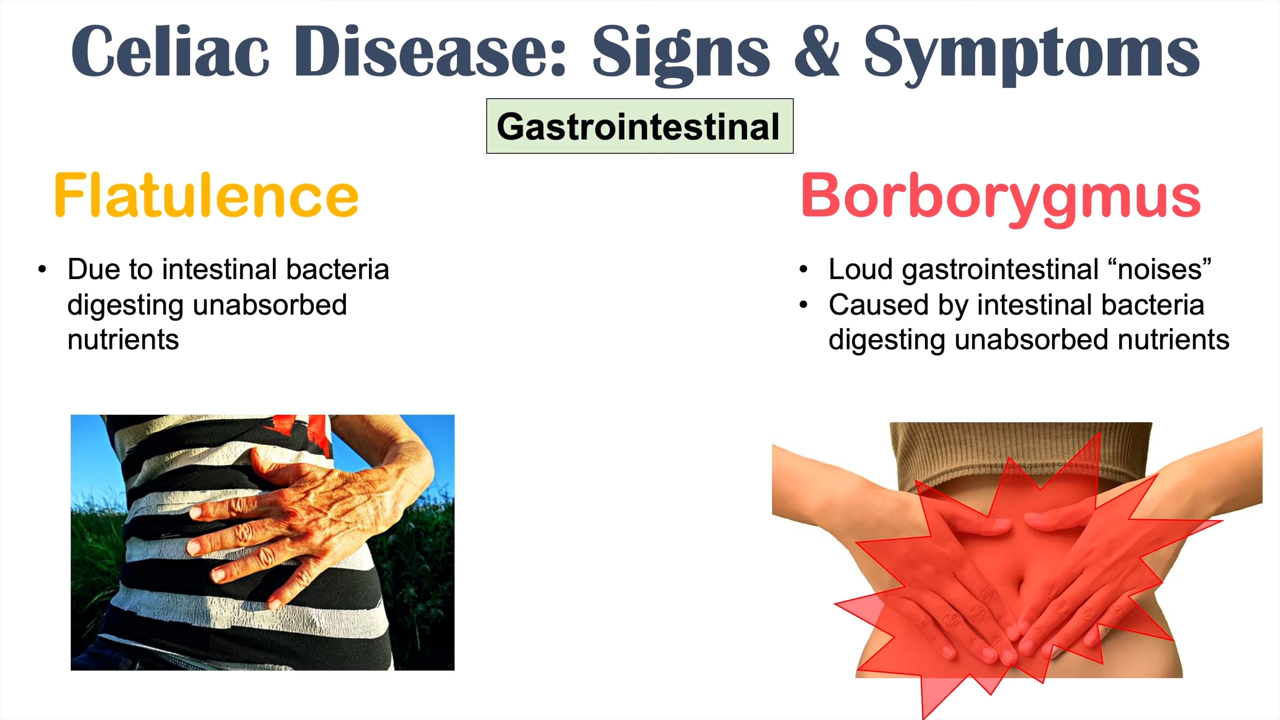 Celiac Disease: Signs & Symptoms
Gastrointestinal
Flatulence
• Due to intestinal bacteria
digesting unabsorbed
nutrients
Borborygmus
• Loud gastrointestinal “noises”
• Caused by intestinal bacteria
digesting unabsorbed nutrients